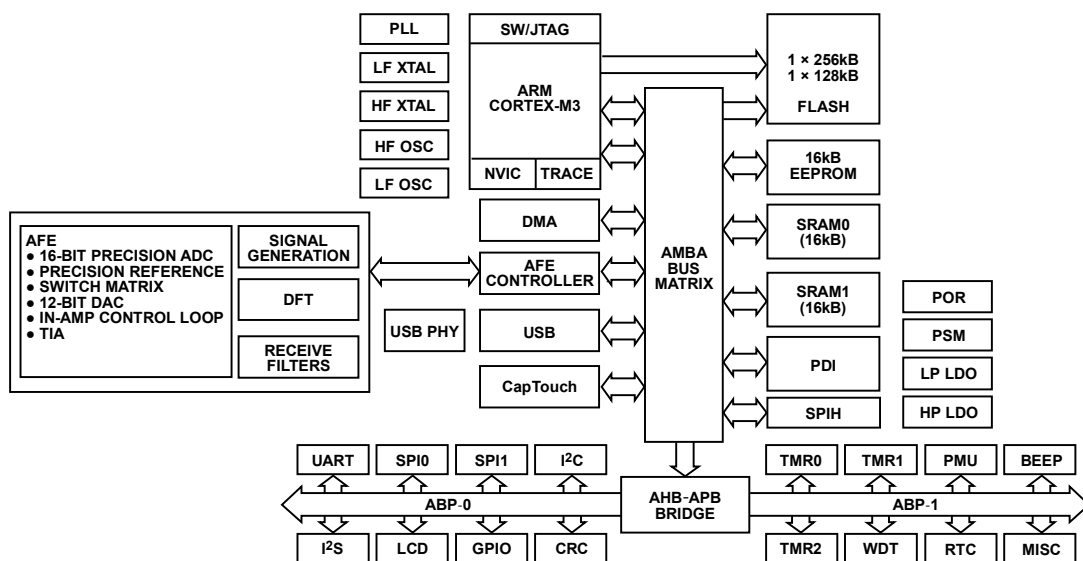 PLL
LF XTAL
HF XTAL
HF OSC
LF OSC
SW/JTAG
ARM
CORTEX-M3
NVIC
TRACE
1 × 256kB
1 × 128kB
FLASH
16kB
EEPROM
DMA
SRAM0
(16kB)
AMBA
BUS
MATRIX
AFE
● 16-BIT PRECISION ADC
● PRECISION REFERENCE
● SWITCH MATRIX
● 12-BIT DAC
● IN-AMP CONTROL LOOP
● TIA
SIGNAL
GENERATION
DFT
RECEIVE
FILTERS
AFE
CONTROLLER
USB PHY
USB
CapTouch
SRAM1
(16kB)
PDI
SPIH
POR
PSM
LP LDO
HP LDO
UART
SPI0
SPI1
I²C
TMR0
TMR1
PMU
BEEP
ABP-0
AHB-APB
BRIDGE
ABP-1
I²S
LCD
GPIO
CRC
TMR2
WDT
RTC
MISC